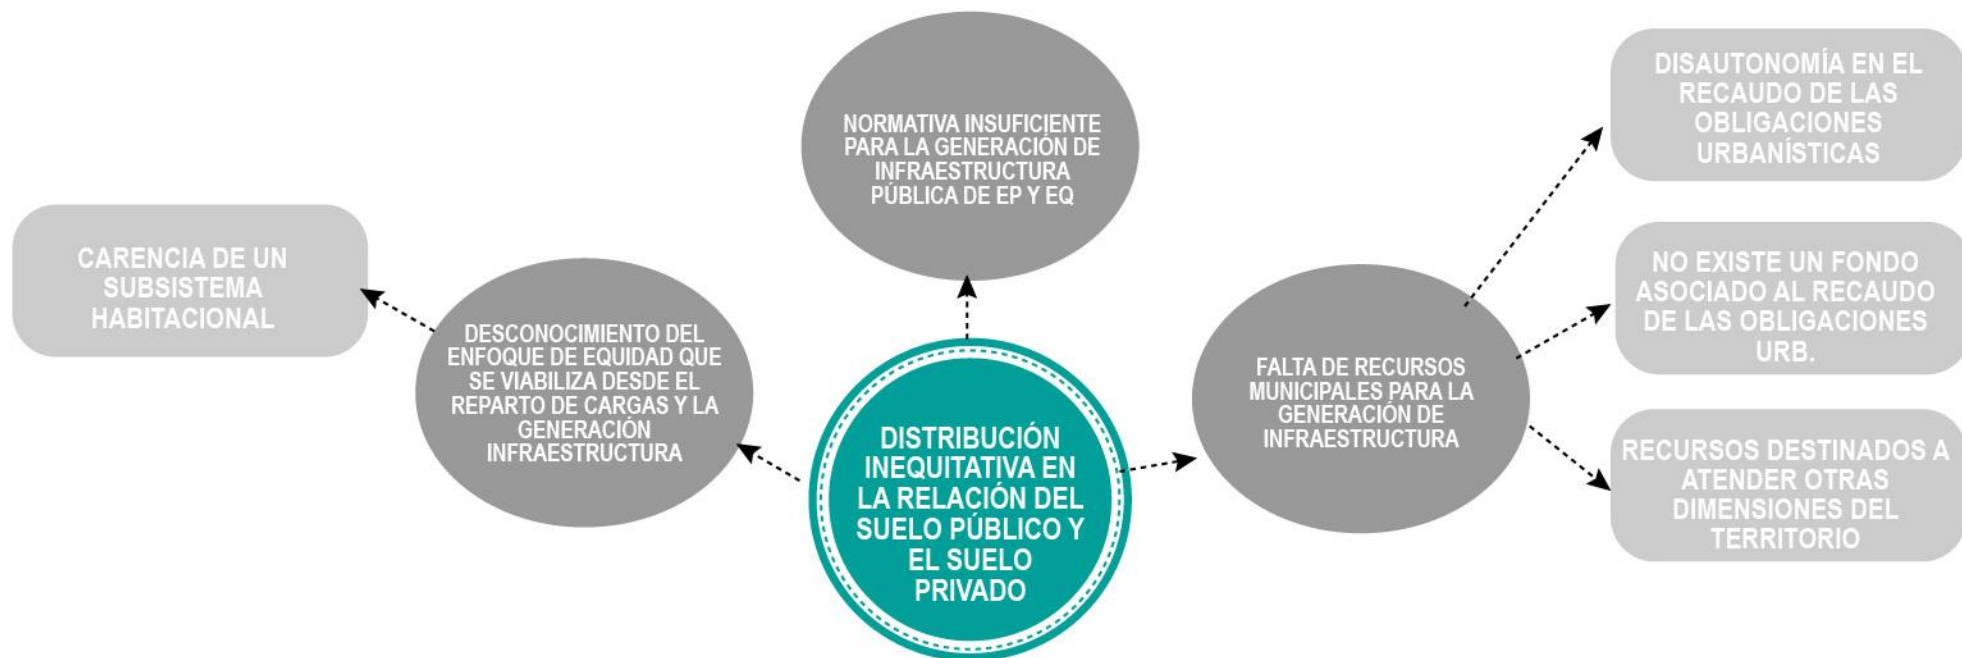 NORMATIVA INSUFICIENTE
PARA LA GENERACIÓN DE
INFRAESTRUCTURA
PÚBLICA DE EP Y EQ
CARENCIA DE UN
SUBSISTEMA
HABITACIONAL
DESCONOCIMIENTO DEL
ENFOQUE DE EQUIDAD QUE
SE VIABILIZA DESDE EL
REPARTO DE CARGAS Y LA
GENERACIÓN
INFRAESTRUCTURA
DISTRIBUCIÓN
INEQUITATIVA EN
LA RELACIÓN DEL
SUELO PÚBLICO Y
EL SUELO
PRIVADO
FALTA DE RECURSOS
MUNICIPALES PARA LA
GENERACIÓN DE
INFRAESTRUCTURA
DISAUTONOMÍA EN EL
RECAUDO DE LAS
OBLIGACIONES
URBANÍSTICAS
NO EXISTE UN FONDO
ASOCIADO AL RECAUDO
DE LAS OBLIGACIONES
URB.
RECURSOS DESTINADOS A
ATENDER OTRAS
DIMENSIONES DEL
TERRITORIO